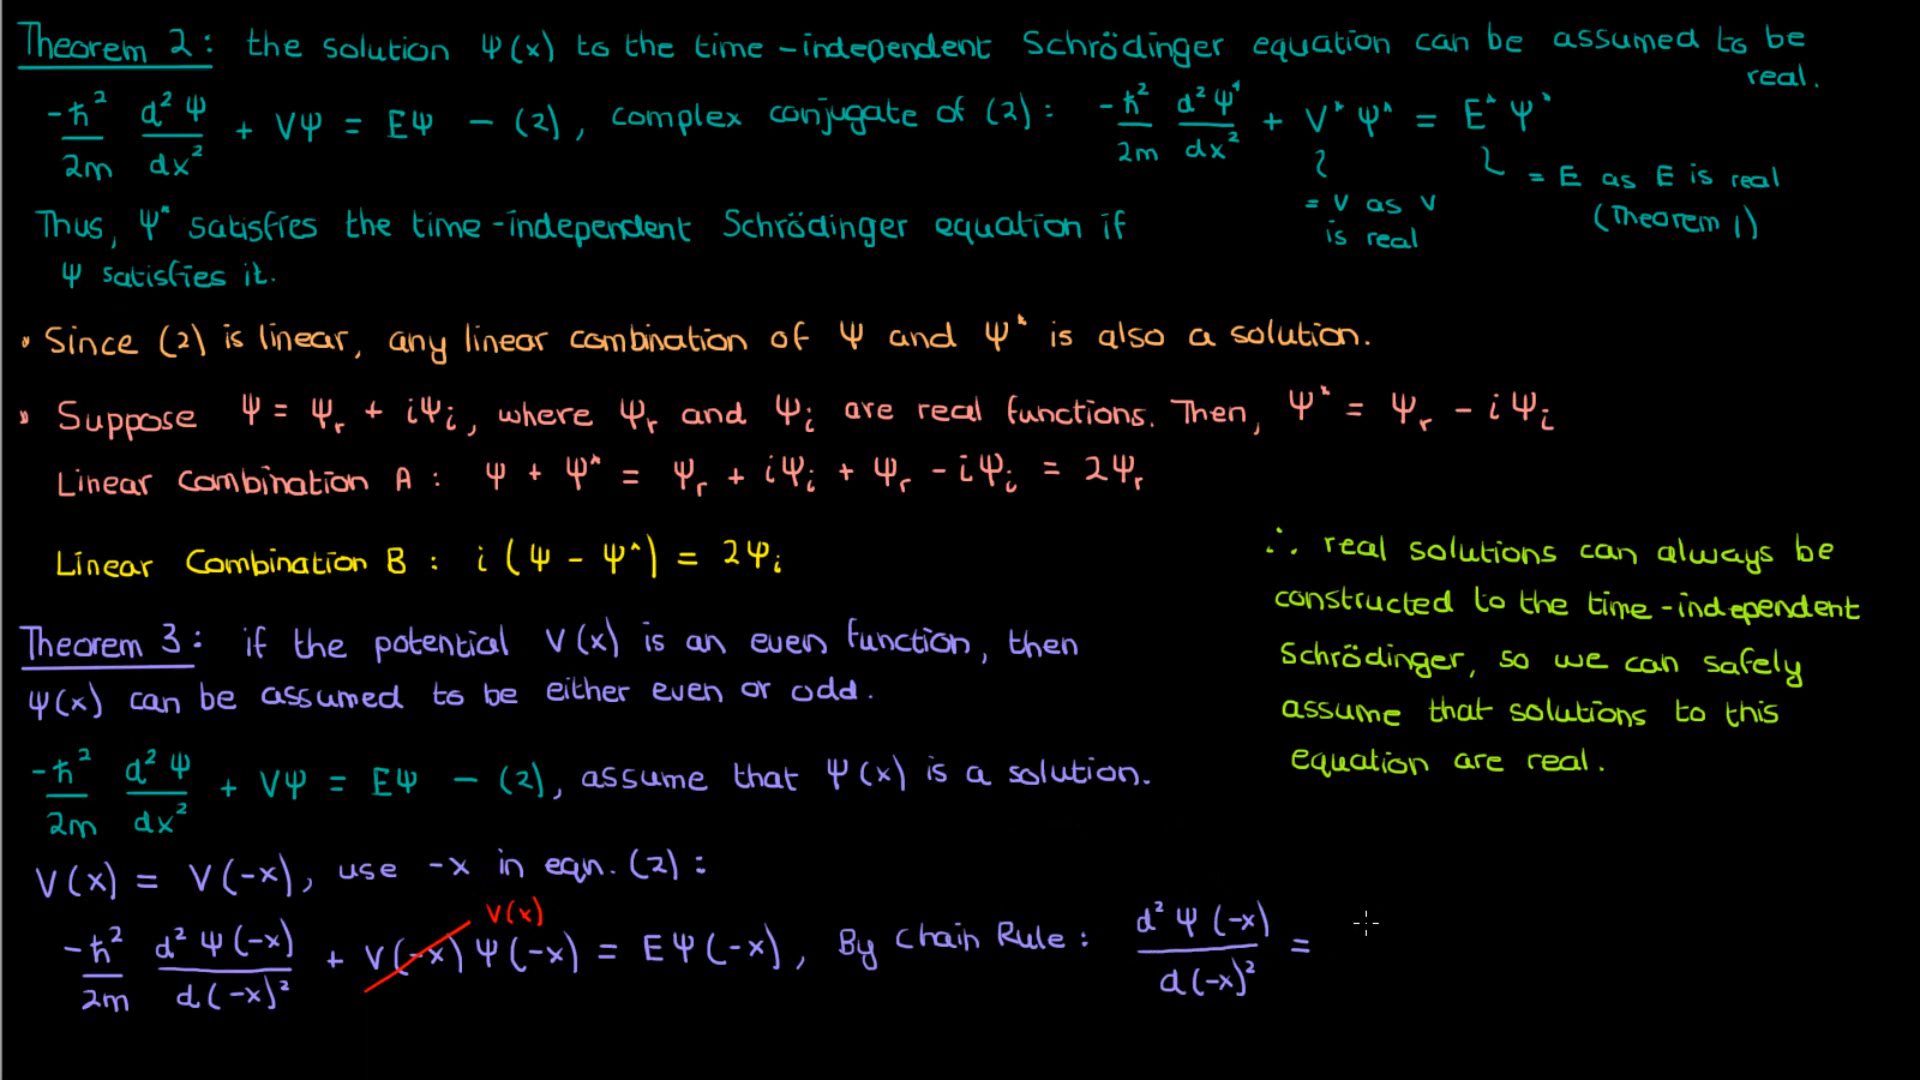 Theorem 2: the solution Ψ(x) to the time-independent Schrödinger equation can be assumed to be
real.
-ħ²/2m d²Ψ/dx² + VΨ = EΨ - (2), complex conjugate of (2): -ħ²/2m d²Ψ*/dx² + V*Ψ* = E*Ψ*
= V as V
is real
= E as E is real
(Theorem 1)
Thus, Ψ* satisfies the time-independent Schrödinger equation if
Ψ satisfies it.
• Since (2) is linear, any linear combination of Ψ and Ψ* is also a solution.
• Suppose Ψ = Ψᵣ + iΨᵢ, where Ψᵣ and Ψᵢ are real functions. Then, Ψ* = Ψᵣ - iΨᵢ
Linear Combination A: Ψ + Ψ* = Ψᵣ + iΨᵢ + Ψᵣ - iΨᵢ = 2Ψᵣ
Linear Combination B: i(Ψ - Ψ*) = 2Ψᵢ
∴ real solutions can always be
constructed to the time-independent
Schrödinger, so we can safely
assume that solutions to this
equation are real.
Theorem 3: if the potential V(x) is an even function, then
Ψ(x) can be assumed to be either even or odd.
-ħ²/2m d²Ψ/dx² + VΨ = EΨ - (2), assume that Ψ(x) is a solution.
V(x) = V(-x), use -x in eqn. (2):
V(x)
-ħ²/2m d²Ψ(-x)/d(-x)² + V(-x)Ψ(-x) = EΨ(-x), By Chain Rule: d²Ψ(-x)/d(-x)² =